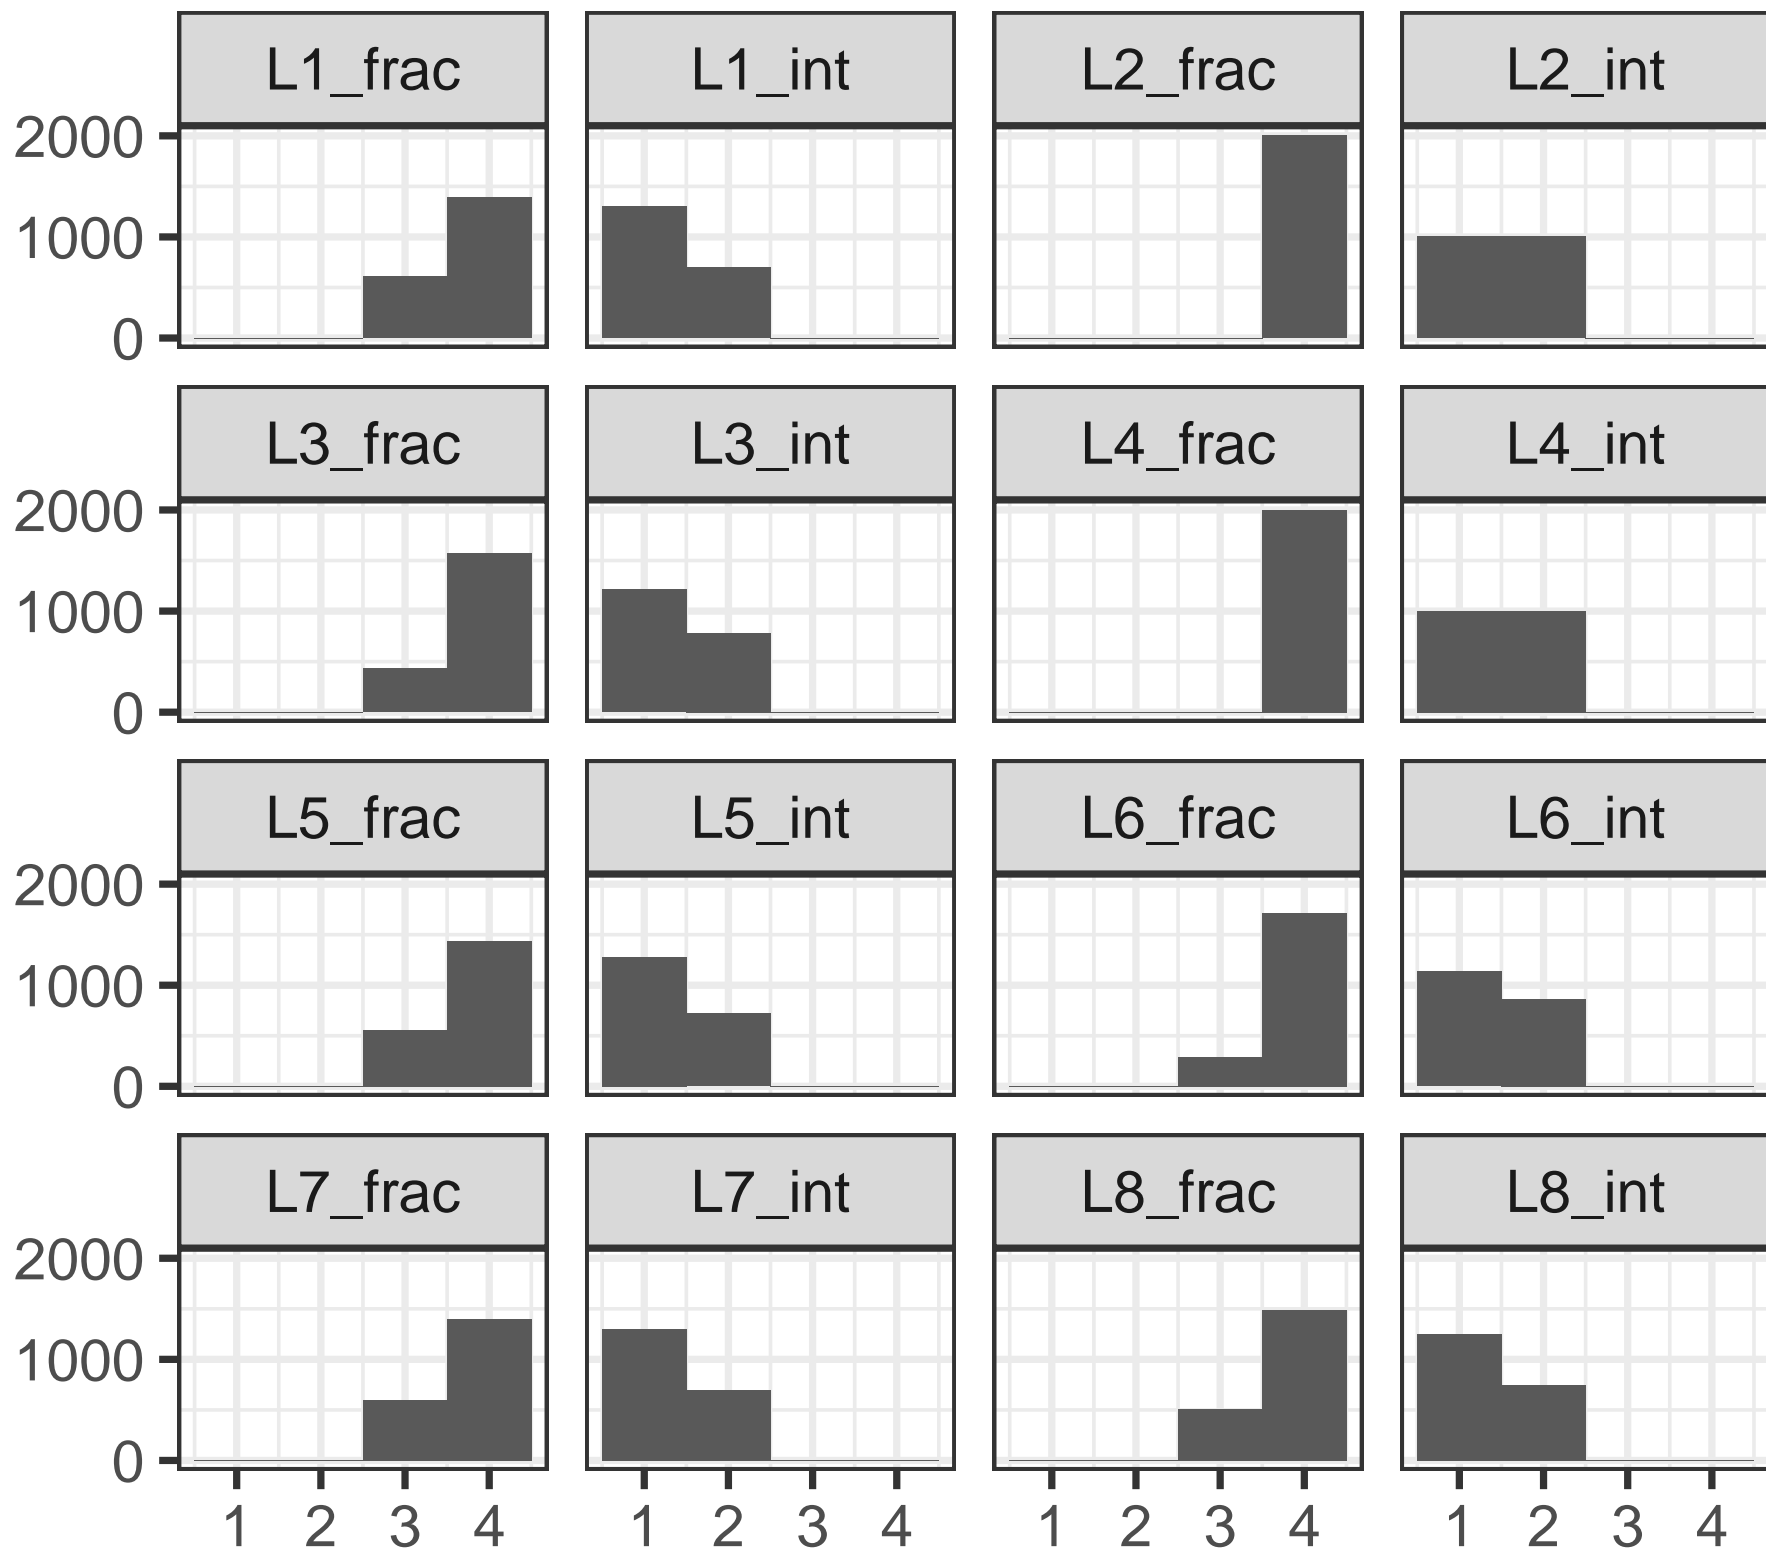 L1_frac L1_int L2_frac L2_int
2000
1000
0
L3_frac L3_int L4_frac L4_int
2000
1000
0
L5_frac L5_int L6_frac L6_int
2000
1000
0
L7_frac L7_int L8_frac L8_int
2000
1000
0
1 2 3 4 1 2 3 4 1 2 3 4 1 2 3 4